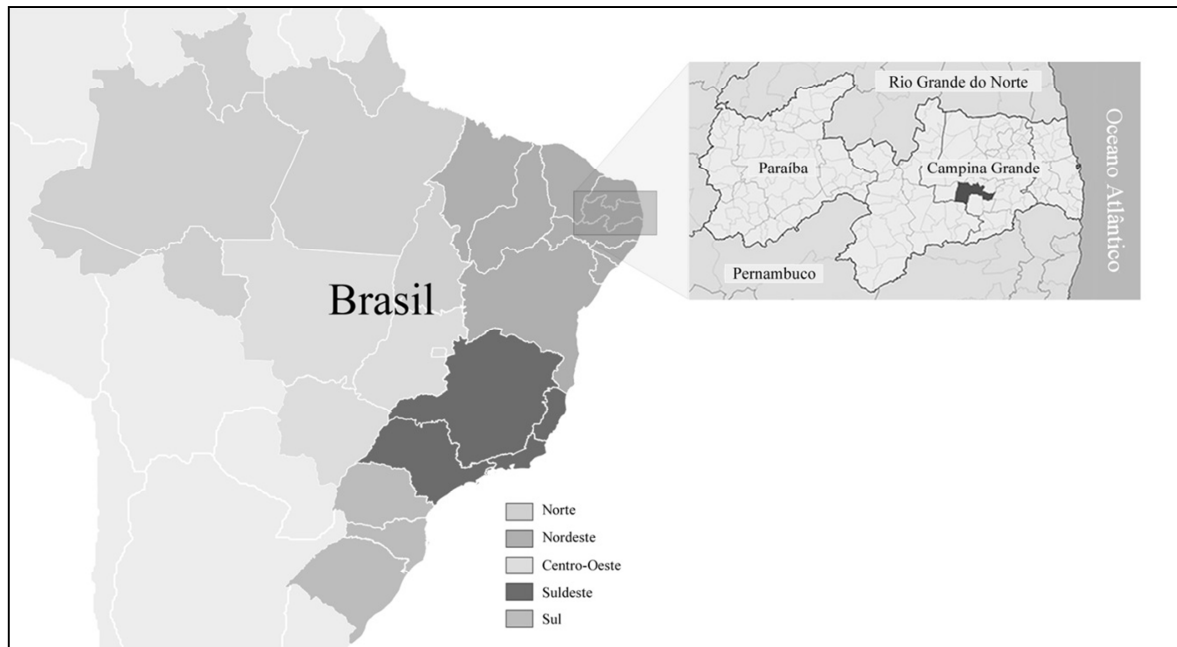 Rio Grande do Norte
Paraíba
Campina Grande
Oceano Atlântico
Pernambuco
Brasil
Norte
Nordeste
Centro-Oeste
Suldeste
Sul